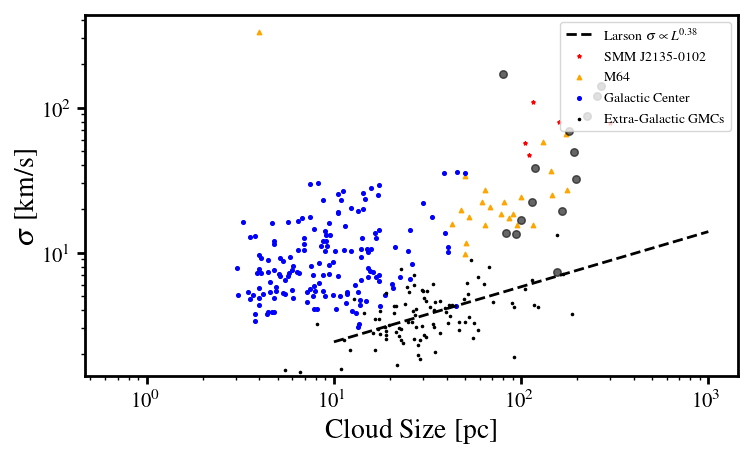 Larson σ ∝ L^0.38
SMM J2135-0102
M64
Galactic Center
Extra-Galactic GMCs
σ [km/s]
10^2
10^1
10^0
10^1
10^2
10^3
Cloud Size [pc]